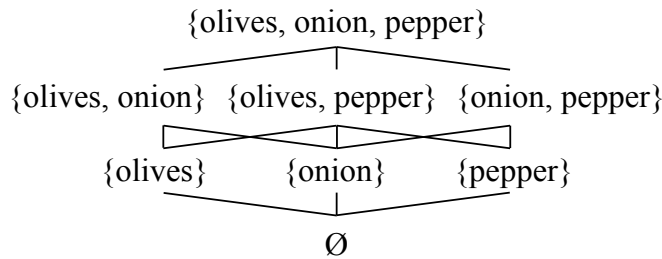 {olives, onion, pepper}
{olives, onion} {olives, pepper} {onion, pepper}
{olives} {onion} {pepper}
Ø